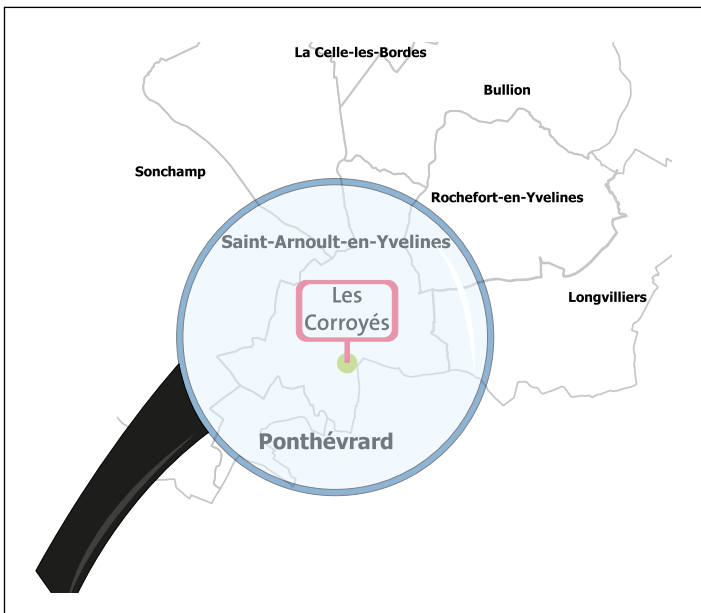 La Celle-les-Bordes
Bullion
Sonchamp
Rochefort-en-Yvelines
Saint-Arnoult-en-Yvelines
Les
Corroyés
Longvilliers
Ponthévrard